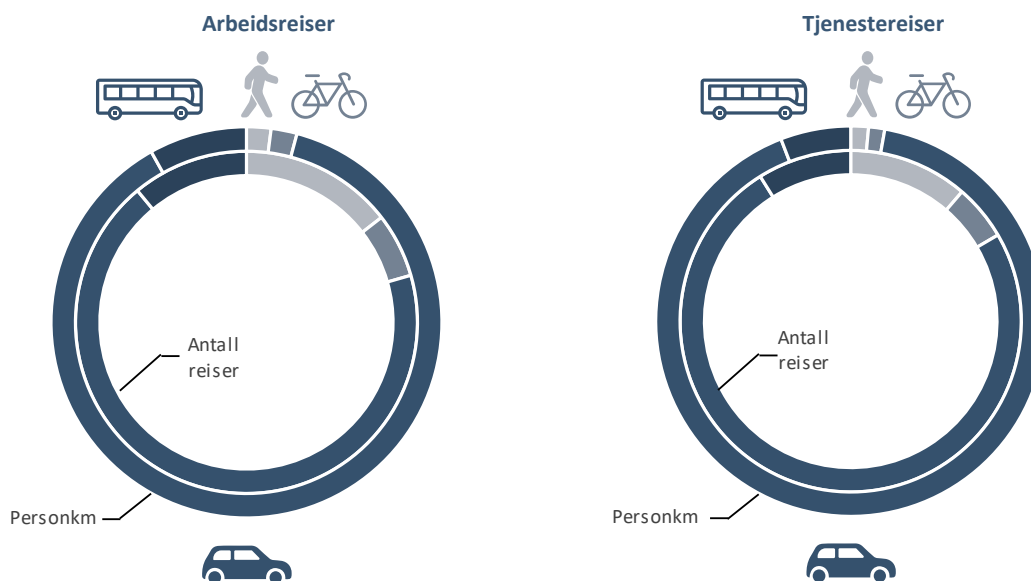 Arbeidsreiser
Antall
reiser
Personkm
Tjenestereiser
Antall
reiser
Personkm